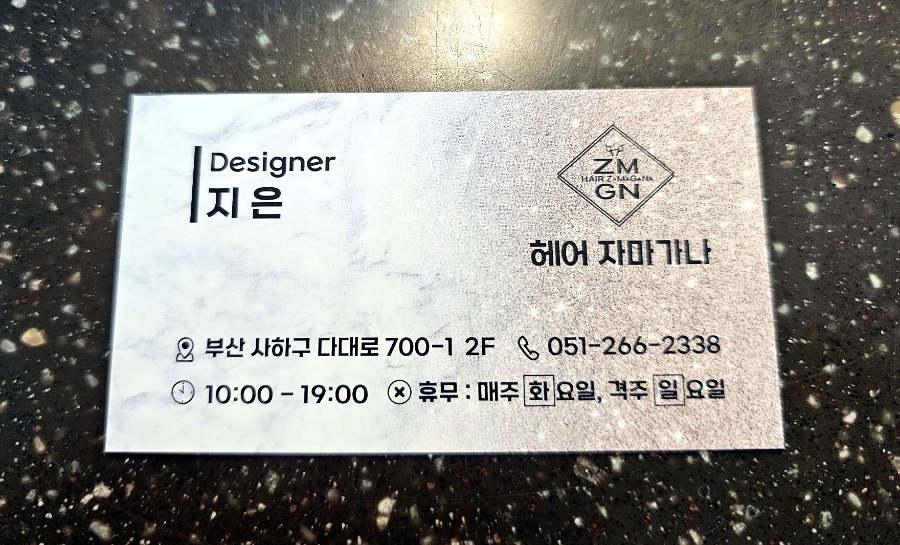 Designer
지은
ZM
HAIR ZAMAGANA
GN
헤어 자마가나
부산 사하구 다대로 700-1 2F
051-266-2338
10:00 - 19:00
휴무 : 매주 화요일, 격주 일요일